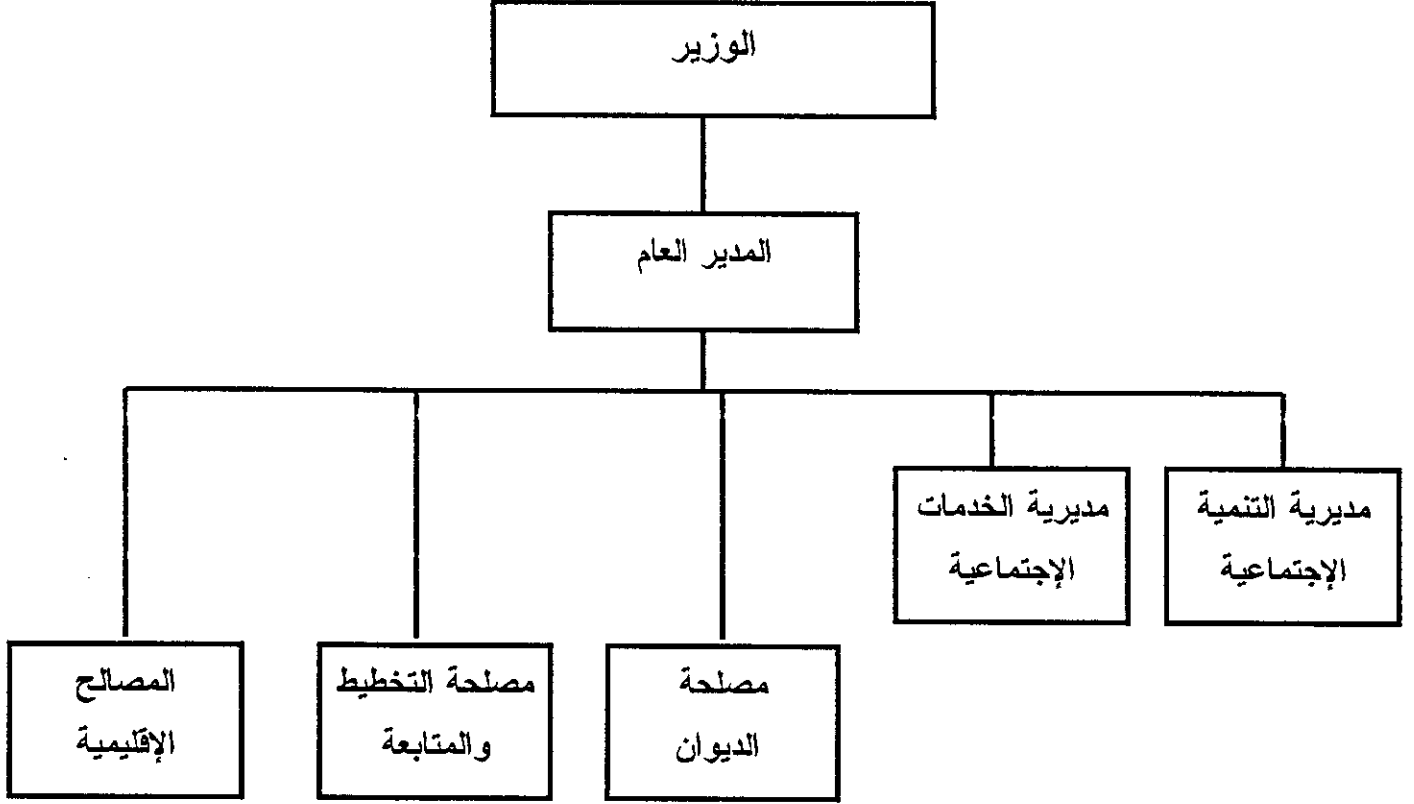 الوزير
المدير العام
مديرية التنمية
الإجتماعية
مديرية الخدمات
الإجتماعية
مصلحة
الديوان
مصلحة التخطيط
والمتابعة
المصالح
الإقليمية